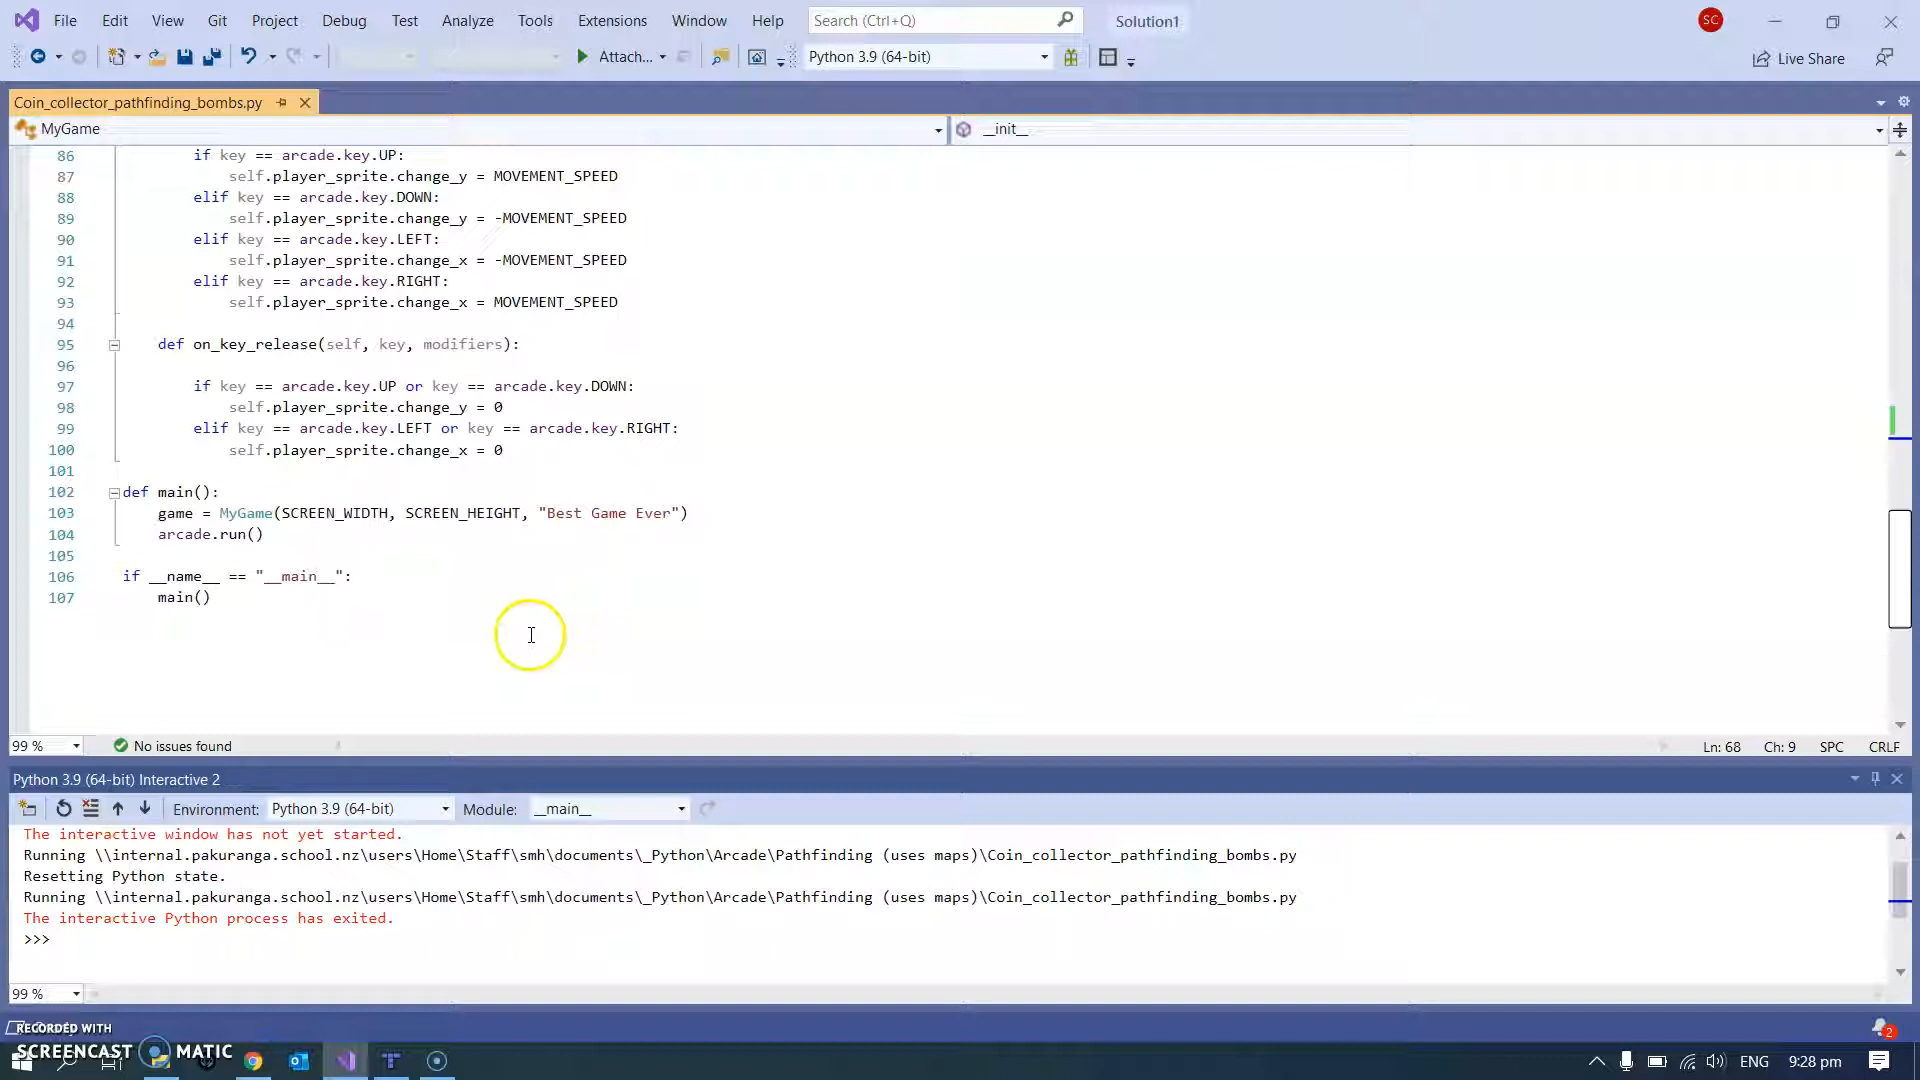 File Edit View Git Project Debug Test Analyze Tools Extensions Window Help Search (Ctrl+Q) Solution1 SC
Attach... Python 3.9 (64-bit) Live Share
Coin_collector_pathfinding_bombs.py
MyGame __init__
86 if key == arcade.key.UP:
87 self.player_sprite.change_y = MOVEMENT_SPEED
88 elif key == arcade.key.DOWN:
89 self.player_sprite.change_y = -MOVEMENT_SPEED
90 elif key == arcade.key.LEFT:
91 self.player_sprite.change_x = -MOVEMENT_SPEED
92 elif key == arcade.key.RIGHT:
93 self.player_sprite.change_x = MOVEMENT_SPEED
94
95 def on_key_release(self, key, modifiers):
96
97 if key == arcade.key.UP or key == arcade.key.DOWN:
98 self.player_sprite.change_y = 0
99 elif key == arcade.key.LEFT or key == arcade.key.RIGHT:
100 self.player_sprite.change_x = 0
101
102 def main():
103 game = MyGame(SCREEN_WIDTH, SCREEN_HEIGHT, "Best Game Ever")
104 arcade.run()
105
106 if __name__ == "__main__":
107 main()
99 % No issues found Ln: 68 Ch: 9 SPC CRLF
Python 3.9 (64-bit) Interactive 2
Environment: Python 3.9 (64-bit) Module: __main__
The interactive window has not yet started.
Running \\internal.pakuranga.school.nz\users\Home\Staff\smh\documents\_Python\Arcade\Pathfinding (uses maps)\Coin_collector_pathfinding_bombs.py
Resetting Python state.
Running \\internal.pakuranga.school.nz\users\Home\Staff\smh\documents\_Python\Arcade\Pathfinding (uses maps)\Coin_collector_pathfinding_bombs.py
The interactive Python process has exited.
>>>
99 %
RECORDED WITH 2
SCREENCAST MATIC ENG 9:28 pm